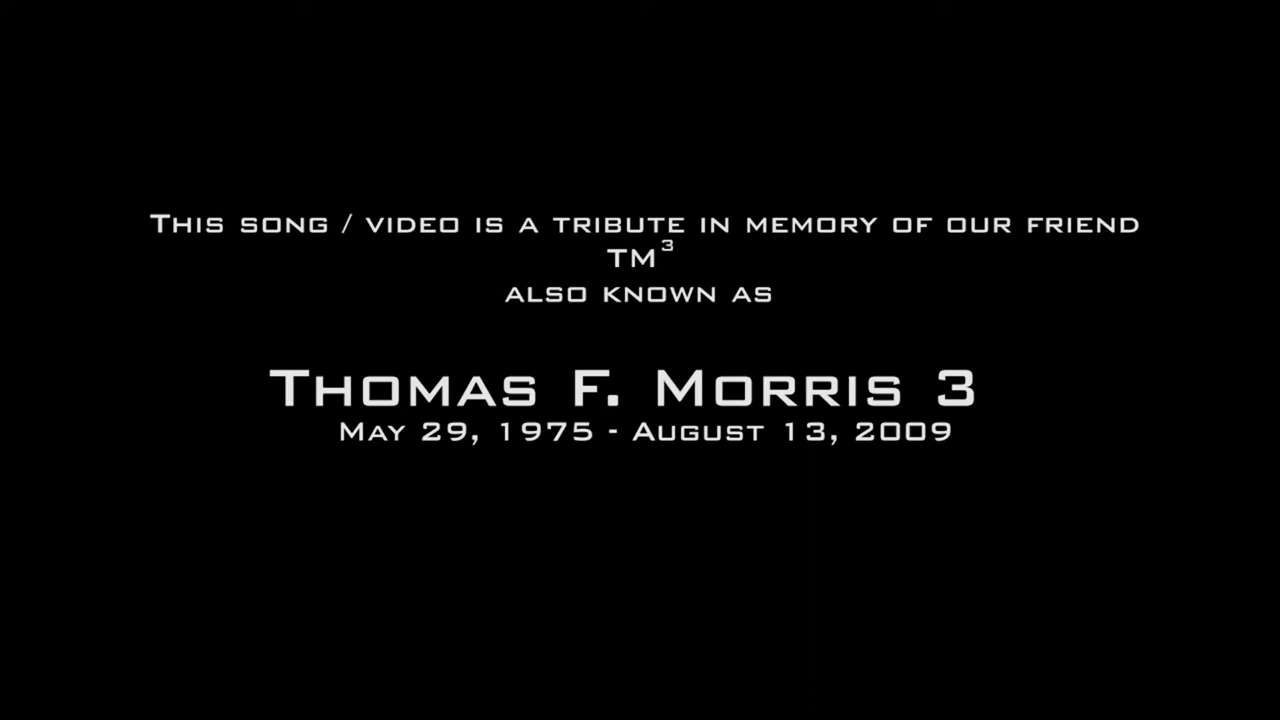 This song / video is a tribute in memory of our friend
TM³
also known as
Thomas F. Morris 3
May 29, 1975 - August 13, 2009